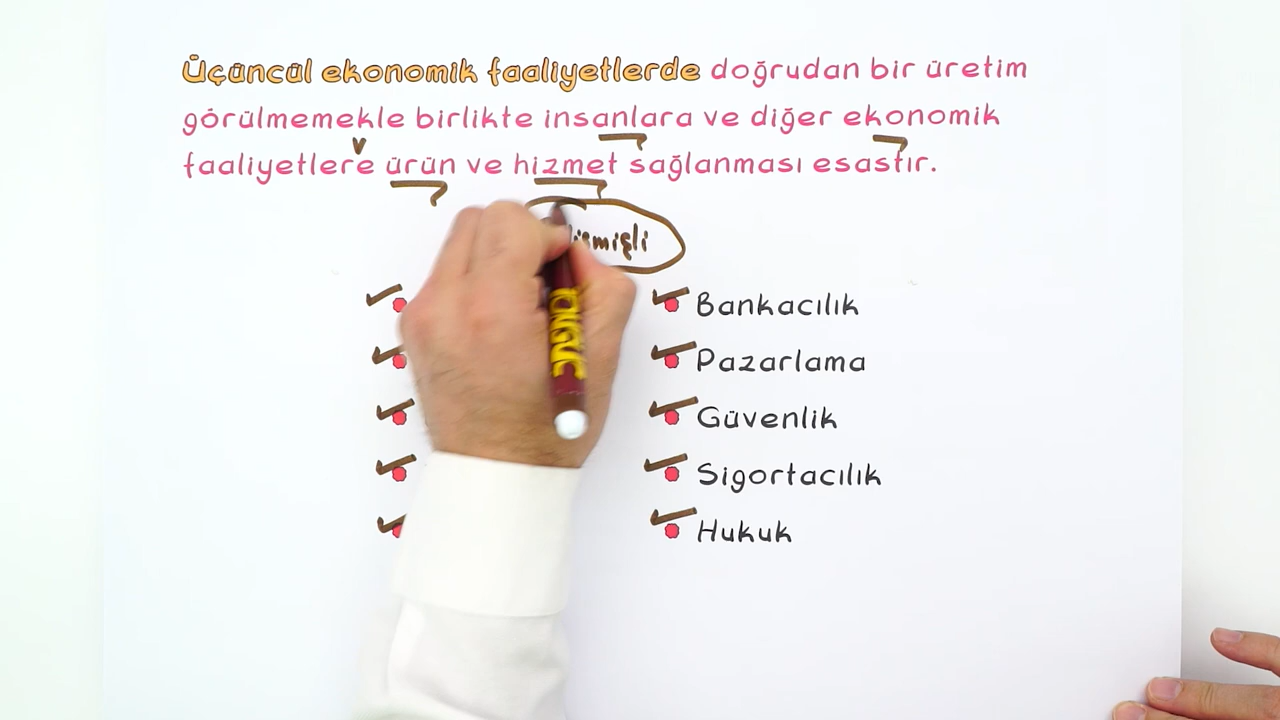 Üçüncül ekonomik faaliyetlerde doğrudan bir üretim
görülmemekle birlikte insanlara ve diğer ekonomik
faaliyetlere ürün ve hizmet sağlanması esastır.
Bankacılık
Pazarlama
Güvenlik
Sigortacılık
Hukuk